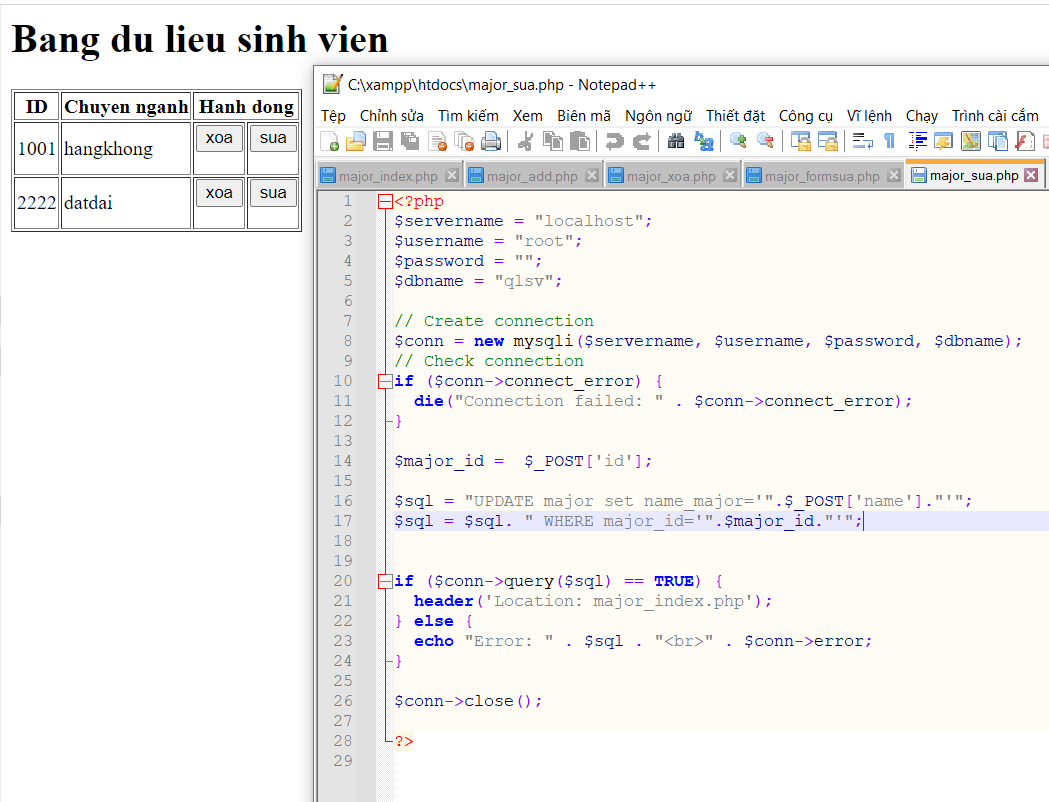 Bang du lieu sinh vien
ID Chuyen nganh Hanh dong
1001 hangkhong xoa sua
2222 datdai xoa sua
C:\xampp\htdocs\major_sua.php - Notepad++
Tệp Chỉnh sửa Tìm kiếm Xem Biên mã Ngôn ngữ Thiết đặt Công cụ Vĩ lệnh Chạy Trình cài cắm
major_index.php major_add.php major_xoa.php major_formsua.php major_sua.php
1 <?php
2 $servername = "localhost";
3 $username = "root";
4 $password = "";
5 $dbname = "qlsv";
6
7 // Create connection
8 $conn = new mysqli($servername, $username, $password, $dbname);
9 // Check connection
10 if ($conn->connect_error) {
11 die("Connection failed: " . $conn->connect_error);
12 }
13
14 $major_id =  $_POST['id'];
15
16 $sql = "UPDATE major set name_major='".$_POST['name']."'";
17 $sql = $sql. " WHERE major_id='".$major_id."'";
18
19
20 if ($conn->query($sql) == TRUE) {
21 header('Location: major_index.php');
22 } else {
23 echo "Error: " . $sql . "<br>" . $conn->error;
24 }
25
26 $conn->close();
27
28 ?>
29